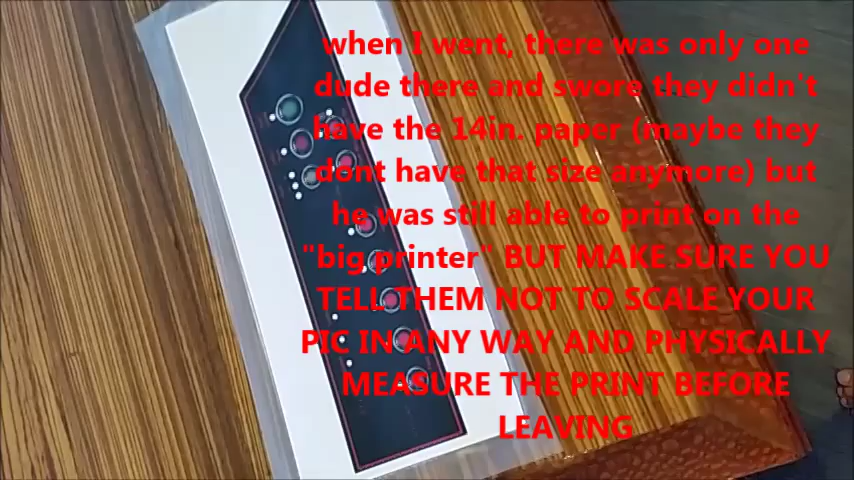 when I went, there was only one
dude there and swore they didn't
have the 14in. paper (maybe they
dont have that size anymore) but
he was still able to print on the
"big printer" BUT MAKE SURE YOU
TELL THEM NOT TO SCALE YOUR
PIC IN ANY WAY AND PHYSICALLY
MEASURE THE PRINT BEFORE
LEAVING